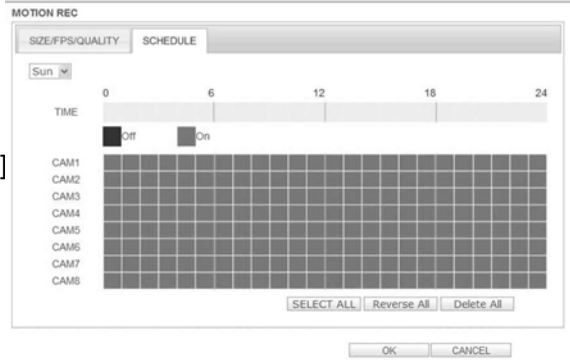 MOTION REC
SIZE/FPS/QUALITY SCHEDULE
Sun
0 6 12 18 24
TIME
Off On
]
CAM1
CAM2
CAM3
CAM4
CAM5
CAM6
CAM7
CAM8
SELECT ALL Reverse All Delete All
OK CANCEL